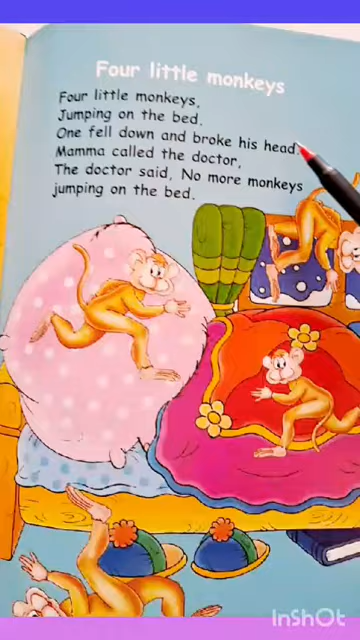 Four little monkeys
Four little monkeys,
Jumping on the bed.
One fell down and broke his head.
Mamma called the doctor,
The doctor said, No more monkeys
jumping on the bed.
InShOt